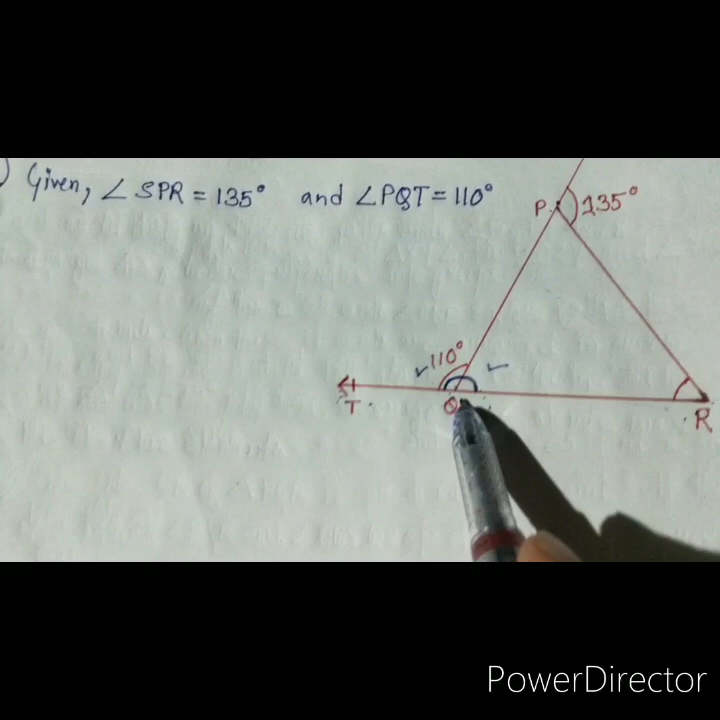 ) Given, ∠SPR = 135° and ∠PQT = 110°
P
135°
110°
T
Q
R
PowerDirector